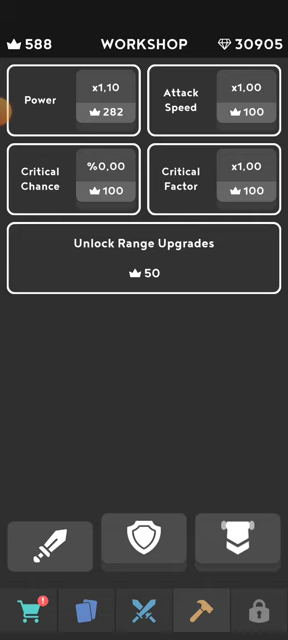 588 WORKSHOP 30905
Power
x1,10
282
Attack
Speed
x1,00
100
Critical
Chance
%0,00
100
Critical
Factor
x1,00
100
Unlock Range Upgrades
50
!